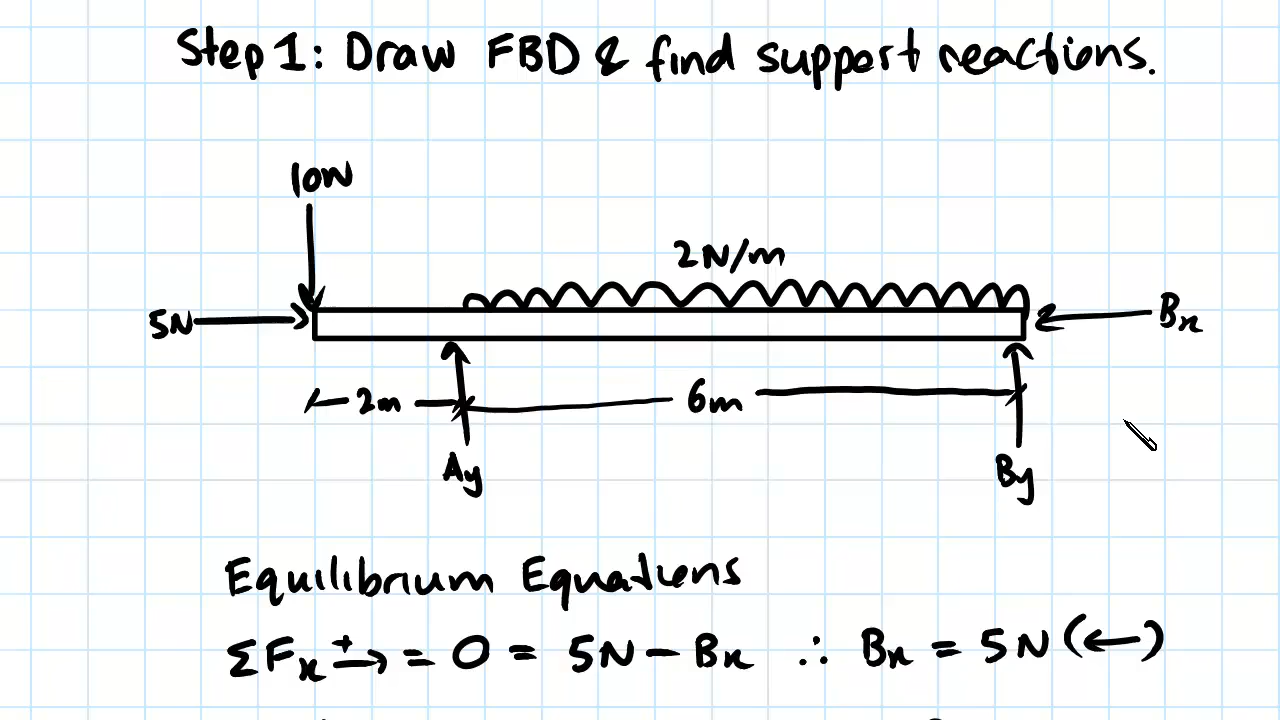 Step 1: Draw FBD & find support reactions.
10N
2N/m
5N
Bx
2m
6m
Ay
By
Equilibrium Equations
ΣFx +→ = 0 = 5N - Bx ∴ Bx = 5N (←)